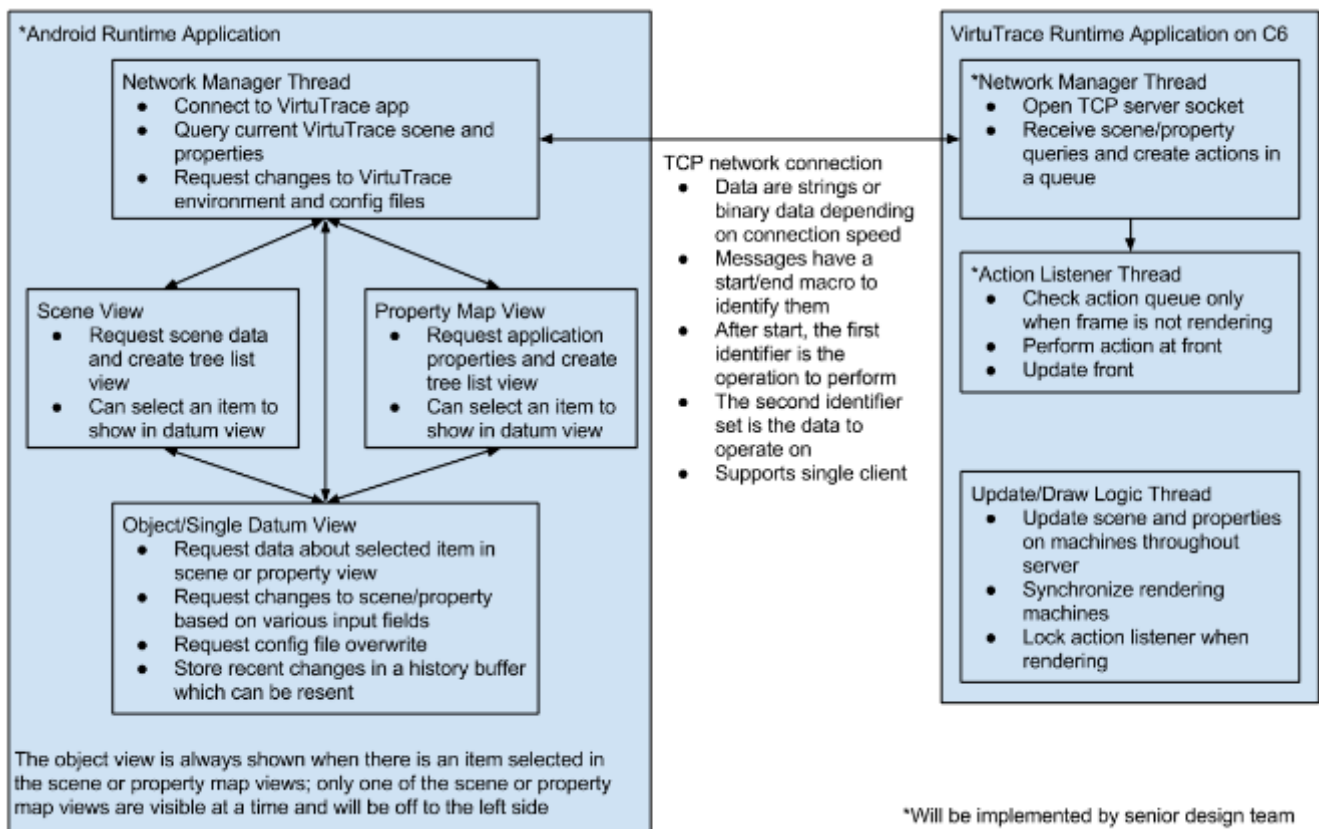 *Android Runtime Application
Network Manager Thread
● Connect to VirtuTrace app
● Query current VirtuTrace scene and
properties
● Request changes to VirtuTrace
environment and config files
Scene View
● Request scene data
and create tree list
view
● Can select an item to
show in datum view
Property Map View
● Request application
properties and create
tree list view
● Can select an item to
show in datum view
Object/Single Datum View
● Request data about selected item in
scene or property view
● Request changes to scene/property
based on various input fields
● Request config file overwrite
● Store recent changes in a history buffer
which can be resent
The object view is always shown when there is an item selected in
the scene or property map views; only one of the scene or property
map views are visible at a time and will be off to the left side
TCP network connection
● Data are strings or
binary data depending
on connection speed
● Messages have a
start/end macro to
identify them
● After start, the first
identifier is the
operation to perform
● The second identifier
set is the data to
operate on
● Supports single client
VirtuTrace Runtime Application on C6
*Network Manager Thread
● Open TCP server socket
● Receive scene/property
queries and create actions in
a queue
*Action Listener Thread
● Check action queue only
when frame is not rendering
● Perform action at front
● Update front
Update/Draw Logic Thread
● Update scene and properties
on machines throughout
server
● Synchronize rendering
machines
● Lock action listener when
rendering
*Will be implemented by senior design team